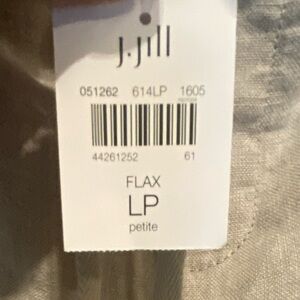 J.Jill
051262 614LP 1605
44261252 61
FLAX
LP
petite